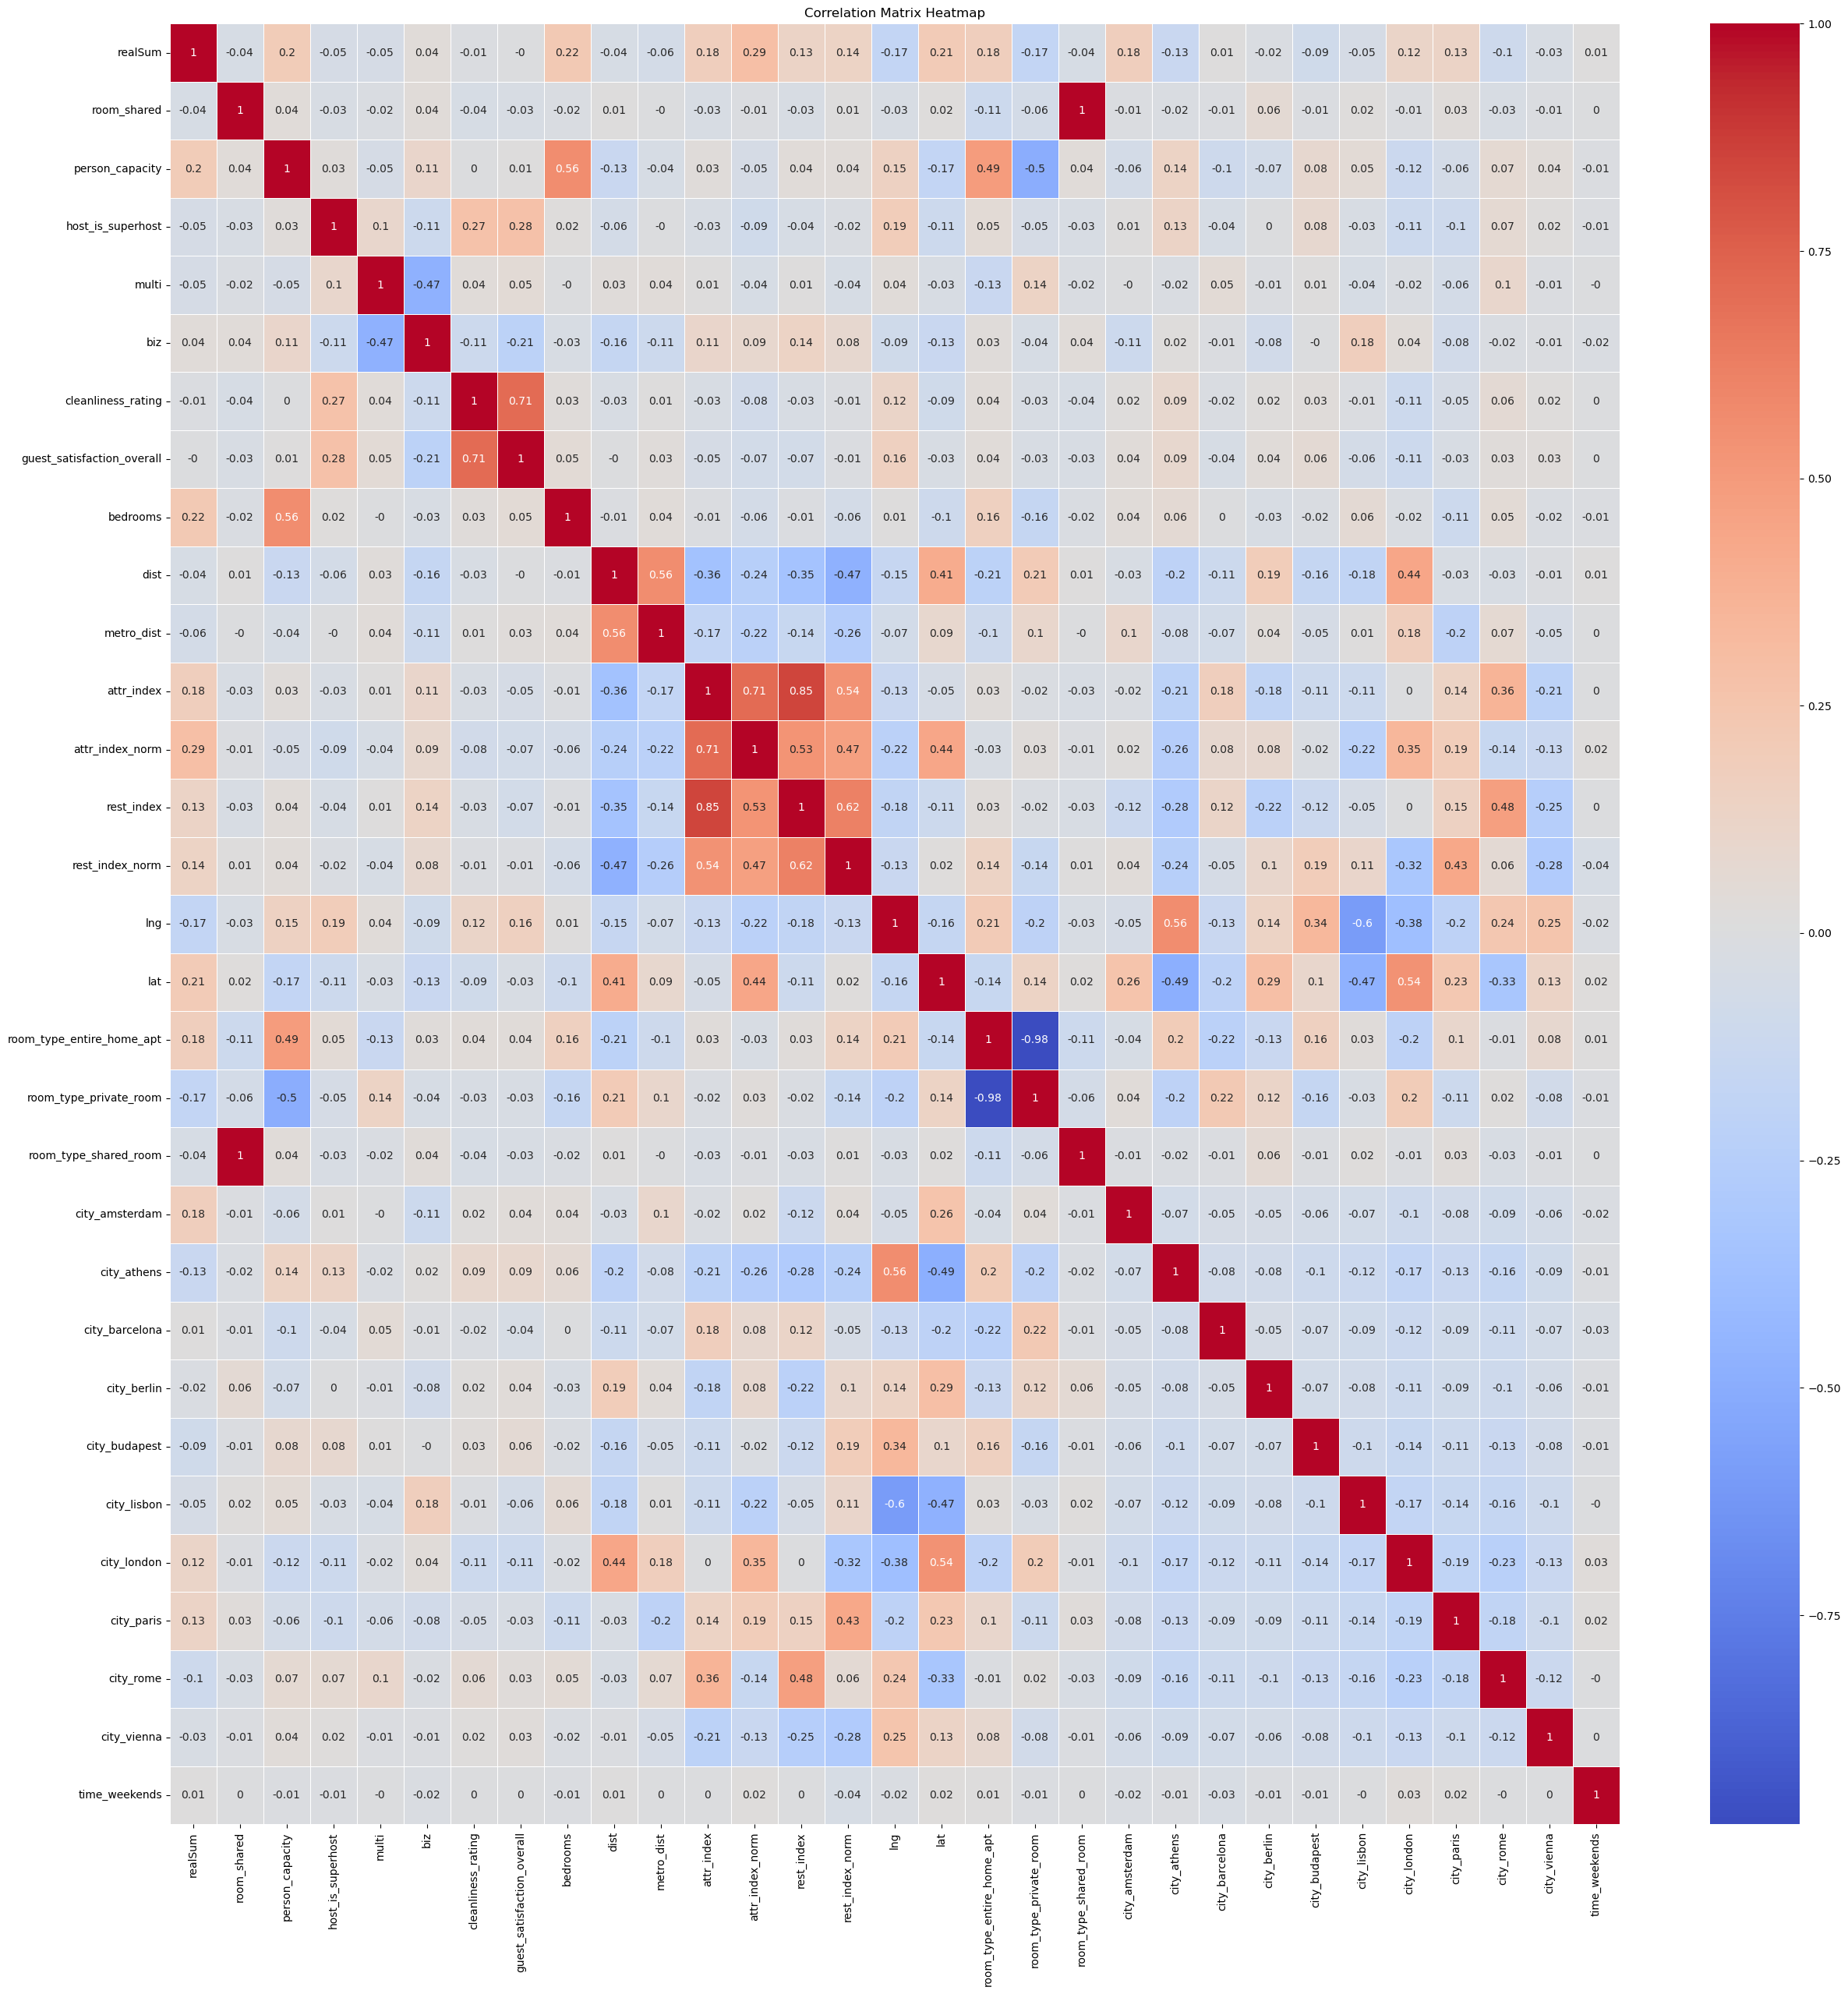 Correlation Matrix Heatmap
realSum 1 -0.04 0.2 -0.05 -0.05 0.04 -0.01 -0 0.22 -0.04 -0.06 0.18 0.29 0.13 0.14 -0.17 0.21 0.18 -0.17 -0.04 0.18 -0.13 0.01 -0.02 -0.09 -0.05 0.12 0.13 -0.1 -0.03 0.01
room_shared -0.04 1 0.04 -0.03 -0.02 0.04 -0.04 -0.03 -0.02 0.01 -0 -0.03 -0.01 -0.03 0.01 -0.03 0.02 -0.11 -0.06 1 -0.01 -0.02 -0.01 0.06 -0.01 0.02 -0.01 0.03 -0.03 -0.01 0
person_capacity 0.2 0.04 1 0.03 -0.05 0.11 0 0.01 0.56 -0.13 -0.04 0.03 -0.05 0.04 0.04 0.15 -0.17 0.49 -0.5 0.04 -0.06 0.14 -0.1 -0.07 0.08 0.05 -0.12 -0.06 0.07 0.04 -0.01
host_is_superhost -0.05 -0.03 0.03 1 0.1 -0.11 0.27 0.28 0.02 -0.06 -0 -0.03 -0.09 -0.04 -0.02 0.19 -0.11 0.05 -0.05 -0.03 0.01 0.13 -0.04 0 0.08 -0.03 -0.11 -0.1 0.07 0.02 -0.01
multi -0.05 -0.02 -0.05 0.1 1 -0.47 0.04 0.05 -0 0.03 0.04 0.01 -0.04 0.01 -0.04 0.04 -0.03 -0.13 0.14 -0.02 -0 -0.02 0.05 -0.01 0.01 -0.04 -0.02 -0.06 0.1 -0.01 -0
biz 0.04 0.04 0.11 -0.11 -0.47 1 -0.11 -0.21 -0.03 -0.16 -0.11 0.11 0.09 0.14 0.08 -0.09 -0.13 0.03 -0.04 0.04 -0.11 0.02 -0.01 -0.08 -0 0.18 0.04 -0.08 -0.02 -0.01 -0.02
cleanliness_rating -0.01 -0.04 0 0.27 0.04 -0.11 1 0.71 0.03 -0.03 0.01 -0.03 -0.08 -0.03 -0.01 0.12 -0.09 0.04 -0.03 -0.04 0.02 0.09 -0.02 0.02 0.03 -0.01 -0.11 -0.05 0.06 0.02 0
guest_satisfaction_overall -0 -0.03 0.01 0.28 0.05 -0.21 0.71 1 0.05 -0 0.03 -0.05 -0.07 -0.07 -0.01 0.16 -0.03 0.04 -0.03 -0.03 0.04 0.09 -0.04 0.04 0.06 -0.06 -0.11 -0.03 0.03 0.03 0
bedrooms 0.22 -0.02 0.56 0.02 -0 -0.03 0.03 0.05 1 -0.01 0.04 -0.01 -0.06 -0.01 -0.06 0.01 -0.1 0.16 -0.16 -0.02 0.04 0.06 0 -0.03 -0.02 0.06 -0.02 -0.11 0.05 -0.02 -0.01
dist -0.04 0.01 -0.13 -0.06 0.03 -0.16 -0.03 -0 -0.01 1 0.56 -0.36 -0.24 -0.35 -0.47 -0.15 0.41 -0.21 0.21 0.01 -0.03 -0.2 -0.11 0.19 -0.16 -0.18 0.44 -0.03 -0.03 -0.01 0.01
metro_dist -0.06 -0 -0.04 -0 0.04 -0.11 0.01 0.03 0.04 0.56 1 -0.17 -0.22 -0.14 -0.26 -0.07 0.09 -0.1 0.1 -0 0.1 -0.08 -0.07 0.04 -0.05 0.01 0.18 -0.2 0.07 -0.05 0
attr_index 0.18 -0.03 0.03 -0.03 0.01 0.11 -0.03 -0.05 -0.01 -0.36 -0.17 1 0.71 0.85 0.54 -0.13 -0.05 0.03 -0.02 -0.03 -0.02 -0.21 0.18 -0.18 -0.11 -0.11 0 0.14 0.36 -0.21 0
attr_index_norm 0.29 -0.01 -0.05 -0.09 -0.04 0.09 -0.08 -0.07 -0.06 -0.24 -0.22 0.71 1 0.53 0.47 -0.22 0.44 -0.03 0.03 -0.01 0.02 -0.26 0.08 0.08 -0.02 -0.22 0.35 0.19 -0.14 -0.13 0.02
rest_index 0.13 -0.03 0.04 -0.04 0.01 0.14 -0.03 -0.07 -0.01 -0.35 -0.14 0.85 0.53 1 0.62 -0.18 -0.11 0.03 -0.02 -0.03 -0.12 -0.28 0.12 -0.22 -0.12 -0.05 0 0.15 0.48 -0.25 0
rest_index_norm 0.14 0.01 0.04 -0.02 -0.04 0.08 -0.01 -0.01 -0.06 -0.47 -0.26 0.54 0.47 0.62 1 -0.13 0.02 0.14 -0.14 0.01 0.04 -0.24 -0.05 0.1 0.19 0.11 -0.32 0.43 0.06 -0.28 -0.04
lng -0.17 -0.03 0.15 0.19 0.04 -0.09 0.12 0.16 0.01 -0.15 -0.07 -0.13 -0.22 -0.18 -0.13 1 -0.16 0.21 -0.2 -0.03 -0.05 0.56 -0.13 0.14 0.34 -0.6 -0.38 -0.2 0.24 0.25 -0.02
lat 0.21 0.02 -0.17 -0.11 -0.03 -0.13 -0.09 -0.03 -0.1 0.41 0.09 -0.05 0.44 -0.11 0.02 -0.16 1 -0.14 0.14 0.02 0.26 -0.49 -0.2 0.29 0.1 -0.47 0.54 0.23 -0.33 0.13 0.02
room_type_entire_home_apt 0.18 -0.11 0.49 0.05 -0.13 0.03 0.04 0.04 0.16 -0.21 -0.1 0.03 -0.03 0.03 0.14 0.21 -0.14 1 -0.98 -0.11 -0.04 0.2 -0.22 -0.13 0.16 0.03 -0.2 0.1 -0.01 0.08 0.01
room_type_private_room -0.17 -0.06 -0.5 -0.05 0.14 -0.04 -0.03 -0.03 -0.16 0.21 0.1 -0.02 0.03 -0.02 -0.14 -0.2 0.14 -0.98 1 -0.06 0.04 -0.2 0.22 0.12 -0.16 -0.03 0.2 -0.11 0.02 -0.08 -0.01
room_type_shared_room -0.04 1 0.04 -0.03 -0.02 0.04 -0.04 -0.03 -0.02 0.01 -0 -0.03 -0.01 -0.03 0.01 -0.03 0.02 -0.11 -0.06 1 -0.01 -0.02 -0.01 0.06 -0.01 0.02 -0.01 0.03 -0.03 -0.01 0
city_amsterdam 0.18 -0.01 -0.06 0.01 -0 -0.11 0.02 0.04 0.04 -0.03 0.1 -0.02 0.02 -0.12 0.04 -0.05 0.26 -0.04 0.04 -0.01 1 -0.07 -0.05 -0.05 -0.06 -0.07 -0.1 -0.08 -0.09 -0.06 -0.02
city_athens -0.13 -0.02 0.14 0.13 -0.02 0.02 0.09 0.09 0.06 -0.2 -0.08 -0.21 -0.26 -0.28 -0.24 0.56 -0.49 0.2 -0.2 -0.02 -0.07 1 -0.08 -0.08 -0.1 -0.12 -0.17 -0.13 -0.16 -0.09 -0.01
city_barcelona 0.01 -0.01 -0.1 -0.04 0.05 -0.01 -0.02 -0.04 0 -0.11 -0.07 0.18 0.08 0.12 -0.05 -0.13 -0.2 -0.22 0.22 -0.01 -0.05 -0.08 1 -0.05 -0.07 -0.09 -0.12 -0.09 -0.11 -0.07 -0.03
city_berlin -0.02 0.06 -0.07 0 -0.01 -0.08 0.02 0.04 -0.03 0.19 0.04 -0.18 0.08 -0.22 0.1 0.14 0.29 -0.13 0.12 0.06 -0.05 -0.08 -0.05 1 -0.07 -0.08 -0.11 -0.09 -0.1 -0.06 -0.01
city_budapest -0.09 -0.01 0.08 0.08 0.01 -0 0.03 0.06 -0.02 -0.16 -0.05 -0.11 -0.02 -0.12 0.19 0.34 0.1 0.16 -0.16 -0.01 -0.06 -0.1 -0.07 -0.07 1 -0.1 -0.14 -0.11 -0.13 -0.08 -0.01
city_lisbon -0.05 0.02 0.05 -0.03 -0.04 0.18 -0.01 -0.06 0.06 -0.18 0.01 -0.11 -0.22 -0.05 0.11 -0.6 -0.47 0.03 -0.03 0.02 -0.07 -0.12 -0.09 -0.08 -0.1 1 -0.17 -0.14 -0.16 -0.1 -0
city_london 0.12 -0.01 -0.12 -0.11 -0.02 0.04 -0.11 -0.11 -0.02 0.44 0.18 0 0.35 0 -0.32 -0.38 0.54 -0.2 0.2 -0.01 -0.1 -0.17 -0.12 -0.11 -0.14 -0.17 1 -0.19 -0.23 -0.13 0.03
city_paris 0.13 0.03 -0.06 -0.1 -0.06 -0.08 -0.05 -0.03 -0.11 -0.03 -0.2 0.14 0.19 0.15 0.43 -0.2 0.23 0.1 -0.11 0.03 -0.08 -0.13 -0.09 -0.09 -0.11 -0.14 -0.19 1 -0.18 -0.1 0.02
city_rome -0.1 -0.03 0.07 0.07 0.1 -0.02 0.06 0.03 0.05 -0.03 0.07 0.36 -0.14 0.48 0.06 0.24 -0.33 -0.01 0.02 -0.03 -0.09 -0.16 -0.11 -0.1 -0.13 -0.16 -0.23 -0.18 1 -0.12 -0
city_vienna -0.03 -0.01 0.04 0.02 -0.01 -0.01 0.02 0.03 -0.02 -0.01 -0.05 -0.21 -0.13 -0.25 -0.28 0.25 0.13 0.08 -0.08 -0.01 -0.06 -0.09 -0.07 -0.06 -0.08 -0.1 -0.13 -0.1 -0.12 1 0
time_weekends 0.01 0 -0.01 -0.01 -0 -0.02 0 0 -0.01 0.01 0 0 0.02 0 -0.04 -0.02 0.02 0.01 -0.01 0 -0.02 -0.01 -0.03 -0.01 -0.01 -0 0.03 0.02 -0 0 1
realSum
room_shared
person_capacity
host_is_superhost
multi
biz
cleanliness_rating
guest_satisfaction_overall
bedrooms
dist
metro_dist
attr_index
attr_index_norm
rest_index
rest_index_norm
lng
lat
room_type_entire_home_apt
room_type_private_room
room_type_shared_room
city_amsterdam
city_athens
city_barcelona
city_berlin
city_budapest
city_lisbon
city_london
city_paris
city_rome
city_vienna
time_weekends
1.00
0.75
0.50
0.25
0.00
−0.25
−0.50
−0.75